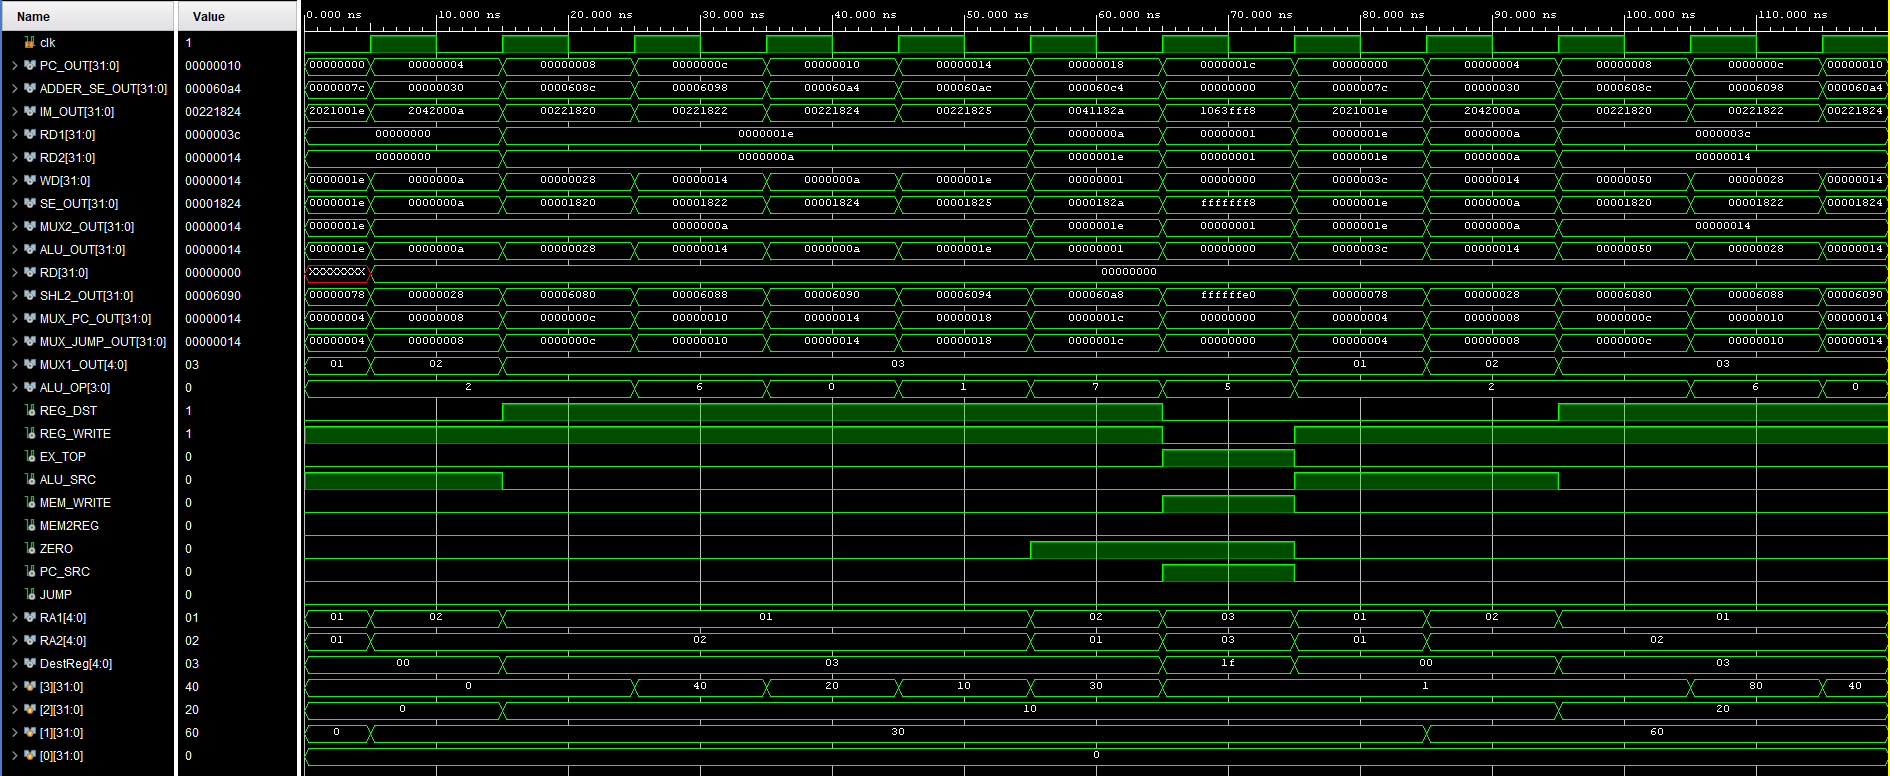 Name Value 0.000 ns 10.000 ns 20.000 ns 30.000 ns 40.000 ns 50.000 ns 60.000 ns 70.000 ns 80.000 ns 90.000 ns 100.000 ns 110.000 ns
clk 1
PC_OUT[31:0] 00000010 00000000 00000004 00000008 0000000c 00000010 00000014 00000018 0000001c 00000000 00000004 00000008 0000000c 00000010
ADDER_SE_OUT[31:0] 000060a4 0000007c 00000030 0000608c 00006098 000060a4 000060ac 000060c4 00000000 0000007c 00000030 0000608c 00006098 000060a4
IM_OUT[31:0] 00221824 2021001e 2042000a 00221820 00221822 00221824 00221825 0041182a 1063fff8 2021001e 2042000a 00221820 00221822 00221824
RD1[31:0] 0000003c 00000000 0000001e 0000000a 00000001 0000001e 0000000a 0000003c
RD2[31:0] 00000014 00000000 0000000a 0000001e 00000001 0000001e 0000000a 00000014
WD[31:0] 00000014 0000001e 0000000a 00000028 00000014 0000000a 0000001e 00000001 00000000 0000003c 00000014 00000050 00000028 00000014
SE_OUT[31:0] 00001824 0000001e 0000000a 00001820 00001822 00001824 00001825 0000182a fffffff8 0000001e 0000000a 00001820 00001822 00001824
MUX2_OUT[31:0] 00000014 0000001e 0000000a 0000001e 00000001 0000001e 0000000a 00000014
ALU_OUT[31:0] 00000014 0000001e 0000000a 00000028 00000014 0000000a 0000001e 00000001 00000000 0000003c 00000014 00000050 00000028 00000014
RD[31:0] 00000000 XXXXXXXX 00000000
SHL2_OUT[31:0] 00006090 00000078 00000028 00006080 00006088 00006090 00006094 000060a8 ffffffe0 00000078 00000028 00006080 00006088 00006090
MUX_PC_OUT[31:0] 00000014 00000004 00000008 0000000c 00000010 00000014 00000018 0000001c 00000000 00000004 00000008 0000000c 00000010 00000014
MUX_JUMP_OUT[31:0] 00000014 00000004 00000008 0000000c 00000010 00000014 00000018 0000001c 00000000 00000004 00000008 0000000c 00000010 00000014
MUX1_OUT[4:0] 03 01 02 03 01 02 03
ALU_OP[3:0] 0 2 6 0 1 7 5 2 6 0
REG_DST 1
REG_WRITE 1
EX_TOP 0
ALU_SRC 0
MEM_WRITE 0
MEM2REG 0
ZERO 0
PC_SRC 0
JUMP 0
RA1[4:0] 01 01 02 01 02 03 01 02 01
RA2[4:0] 02 01 02 01 03 01 02
DestReg[4:0] 03 00 03 1f 00 03
[3][31:0] 40 0 40 20 10 30 1 80 40
[2][31:0] 20 0 10 20
[1][31:0] 60 0 30 60
[0][31:0] 0 0